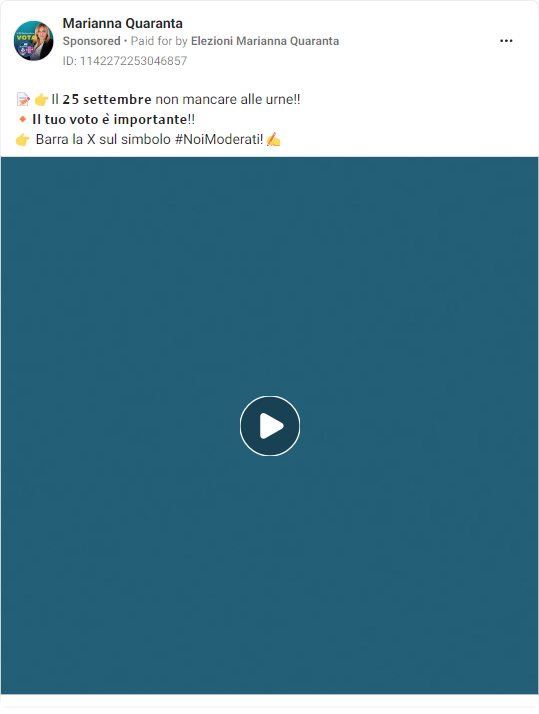 Marianna Quaranta
Sponsored • Paid for by Elezioni Marianna Quaranta
ID: 1142272253046857
📝👉Il 25 settembre non mancare alle urne!!
🔸Il tuo voto è importante!!
👉 Barra la X sul simbolo #NoiModerati!✍️
VOTA